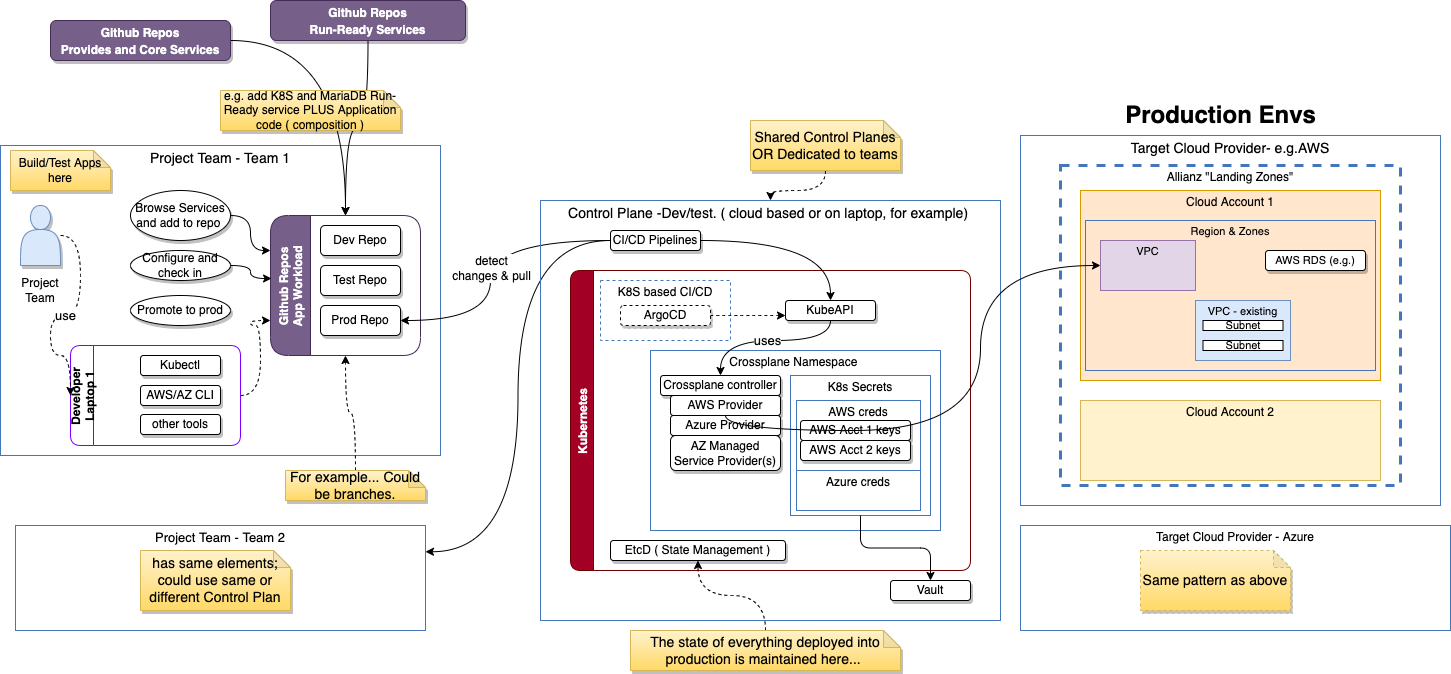 Github Repos
Provides and Core Services
Github Repos
Run-Ready Services
e.g. add K8S and MariaDB Run-
Ready service PLUS Application
code ( composition )
Project Team - Team 1
Build/Test Apps
here
Project
Team
use
Browse Services
and add to repo
Configure and
check in
Promote to prod
Github Repos
App Workload
Dev Repo
Test Repo
Prod Repo
Developer
Laptop 1
Kubectl
AWS/AZ CLI
other tools
For example... Could
be branches.
Project Team - Team 2
has same elements;
could use same or
different Control Plan
detect
changes & pull
Shared Control Planes
OR Dedicated to teams
Control Plane -Dev/test. ( cloud based or on laptop, for example)
CI/CD Pipelines
Kubernetes
K8S based CI/CD
ArgoCD
KubeAPI
uses
Crossplane Namespace
Crossplane controller
AWS Provider
Azure Provider
AZ Managed
Service Provider(s)
K8s Secrets
AWS creds
AWS Acct 1 keys
AWS Acct 2 keys
Azure creds
EtcD ( State Management )
Vault
The state of everything deployed into
production is maintained here...
Production Envs
Target Cloud Provider- e.g.AWS
Allianz "Landing Zones"
Cloud Account 1
Region & Zones
VPC
AWS RDS (e.g.)
VPC - existing
Subnet
Subnet
Cloud Account 2
Target Cloud Provider - Azure
Same pattern as above